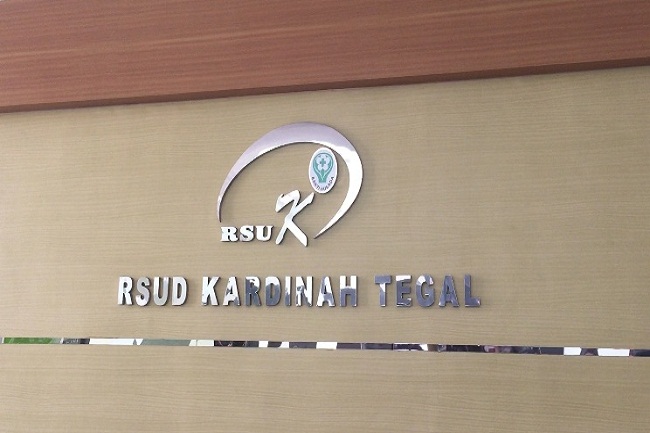 RSU K
RSUD KARDINAH TEGAL